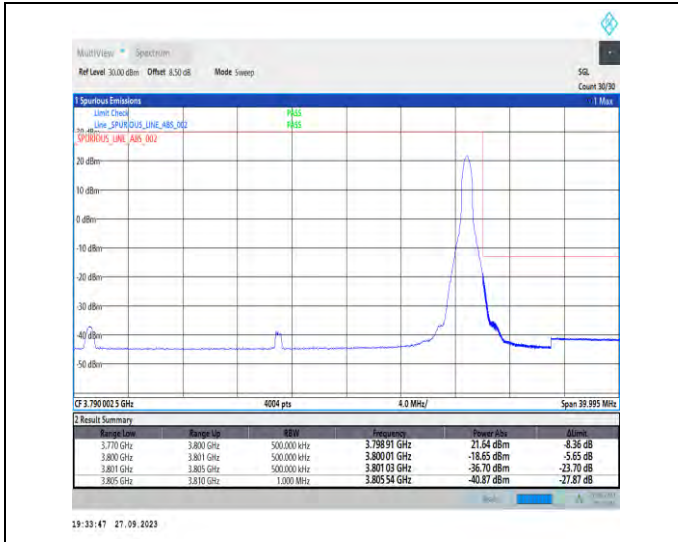 MultiView Spectrum
Ref Level 30.00 dBm Offset 8.50 dB Mode Sweep SGL
Count 30/30
1 Spurious Emissions 1 Max
Limit Check PASS
Line _SPURIOUS_LINE_ABS_002 PASS
_SPURIOUS_LINE_ABS_002
20 dBm
10 dBm
0 dBm
-10 dBm
-20 dBm
-30 dBm
-40 dBm
-50 dBm
CF 3.790 002 5 GHz 4004 pts 4.0 MHz/ Span 39.995 MHz
2 Result Summary
Range Low Range Up RBW Frequency Power Abs ΔLimit
3.770 GHz 3.800 GHz 500.000 kHz 3.798 91 GHz 21.64 dBm -8.36 dB
3.800 GHz 3.801 GHz 500.000 kHz 3.800 01 GHz -18.65 dBm -5.65 dB
3.801 GHz 3.805 GHz 500.000 kHz 3.801 03 GHz -36.70 dBm -23.70 dB
3.805 GHz 3.810 GHz 1.000 MHz 3.805 54 GHz -40.87 dBm -27.87 dB
19:33:47 27.09.2023